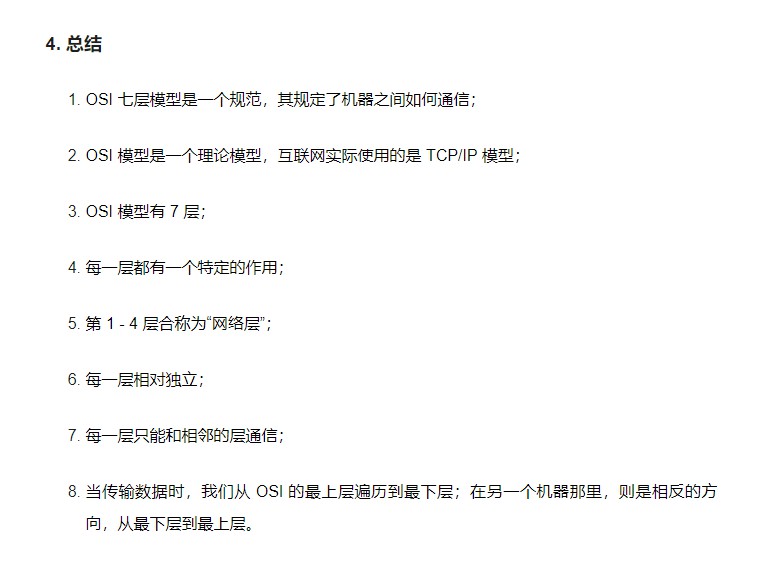 4. 总结
1. OSI 七层模型是一个规范，其规定了机器之间如何通信；
2. OSI 模型是一个理论模型，互联网实际使用的是 TCP/IP 模型；
3. OSI 模型有 7 层；
4. 每一层都有一个特定的作用；
5. 第 1 - 4 层合称为“网络层”；
6. 每一层相对独立；
7. 每一层只能和相邻的层通信；
8. 当传输数据时，我们从 OSI 的最上层遍历到最下层；在另一个机器那里，则是相反的方
向，从最下层到最上层。